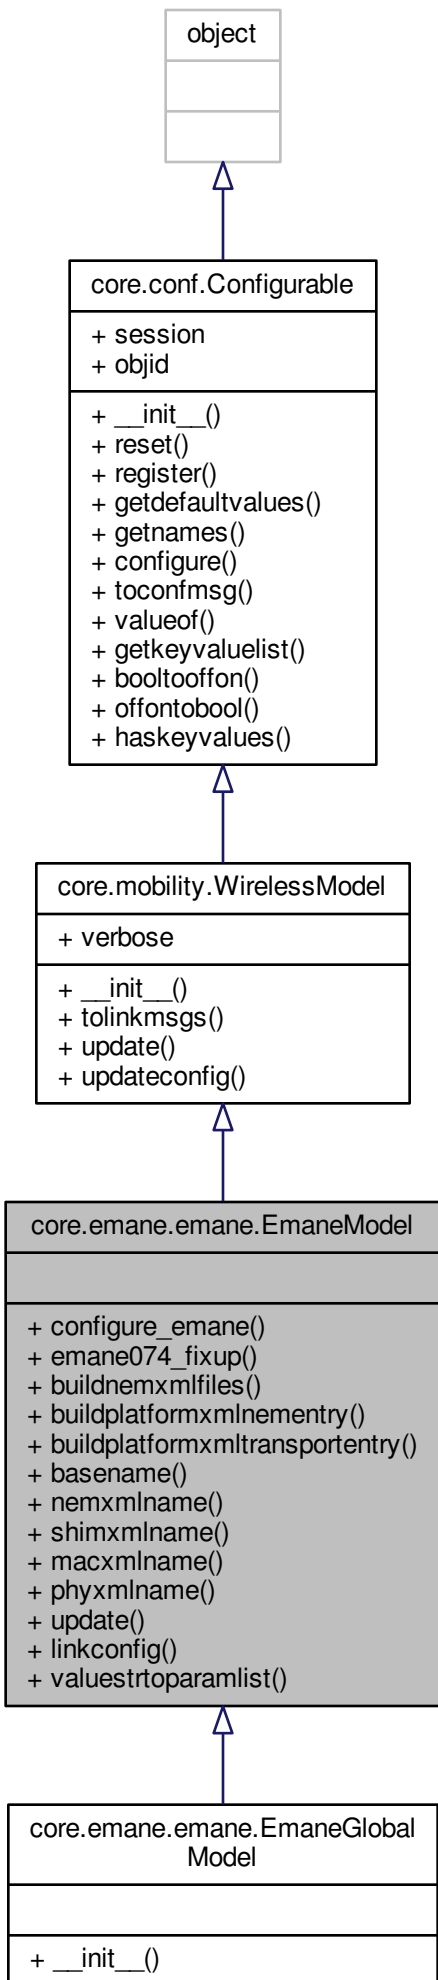 object
core.conf.Configurable
+ session
+ objid
+ __init__()
+ reset()
+ register()
+ getdefaultvalues()
+ getnames()
+ configure()
+ toconfmsg()
+ valueof()
+ getkeyvaluelist()
+ booltooffon()
+ offontobool()
+ haskeyvalues()
core.mobility.WirelessModel
+ verbose
+ __init__()
+ tolinkmsgs()
+ update()
+ updateconfig()
core.emane.emane.EmaneModel
+ configure_emane()
+ emane074_fixup()
+ buildnemxmlfiles()
+ buildplatformxmlnementry()
+ buildplatformxmltransportentry()
+ basename()
+ nemxmlname()
+ shimxmlname()
+ macxmlname()
+ phyxmlname()
+ update()
+ linkconfig()
+ valuestrtoparamlist()
core.emane.emane.EmaneGlobal
Model
+ __init__()